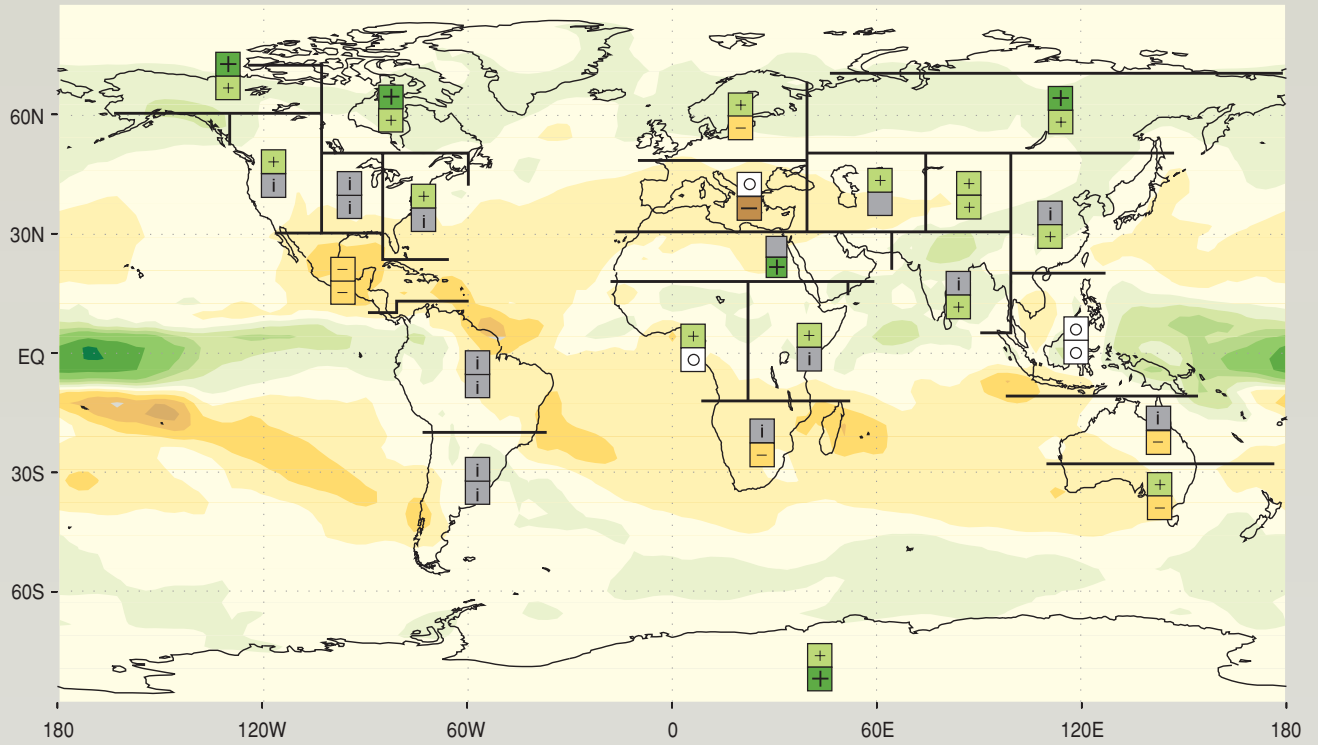 +
+
+ +
+
60N
+ +
−
+
i i ○ + +
+
i − + i
i
30N +
− +
i
−
+
○
+ +
EQ i ○ i ○
i
i
i
−
−
30S i
+
i
−
60S
+
+
180 120W 60W 0 60E 120E 180